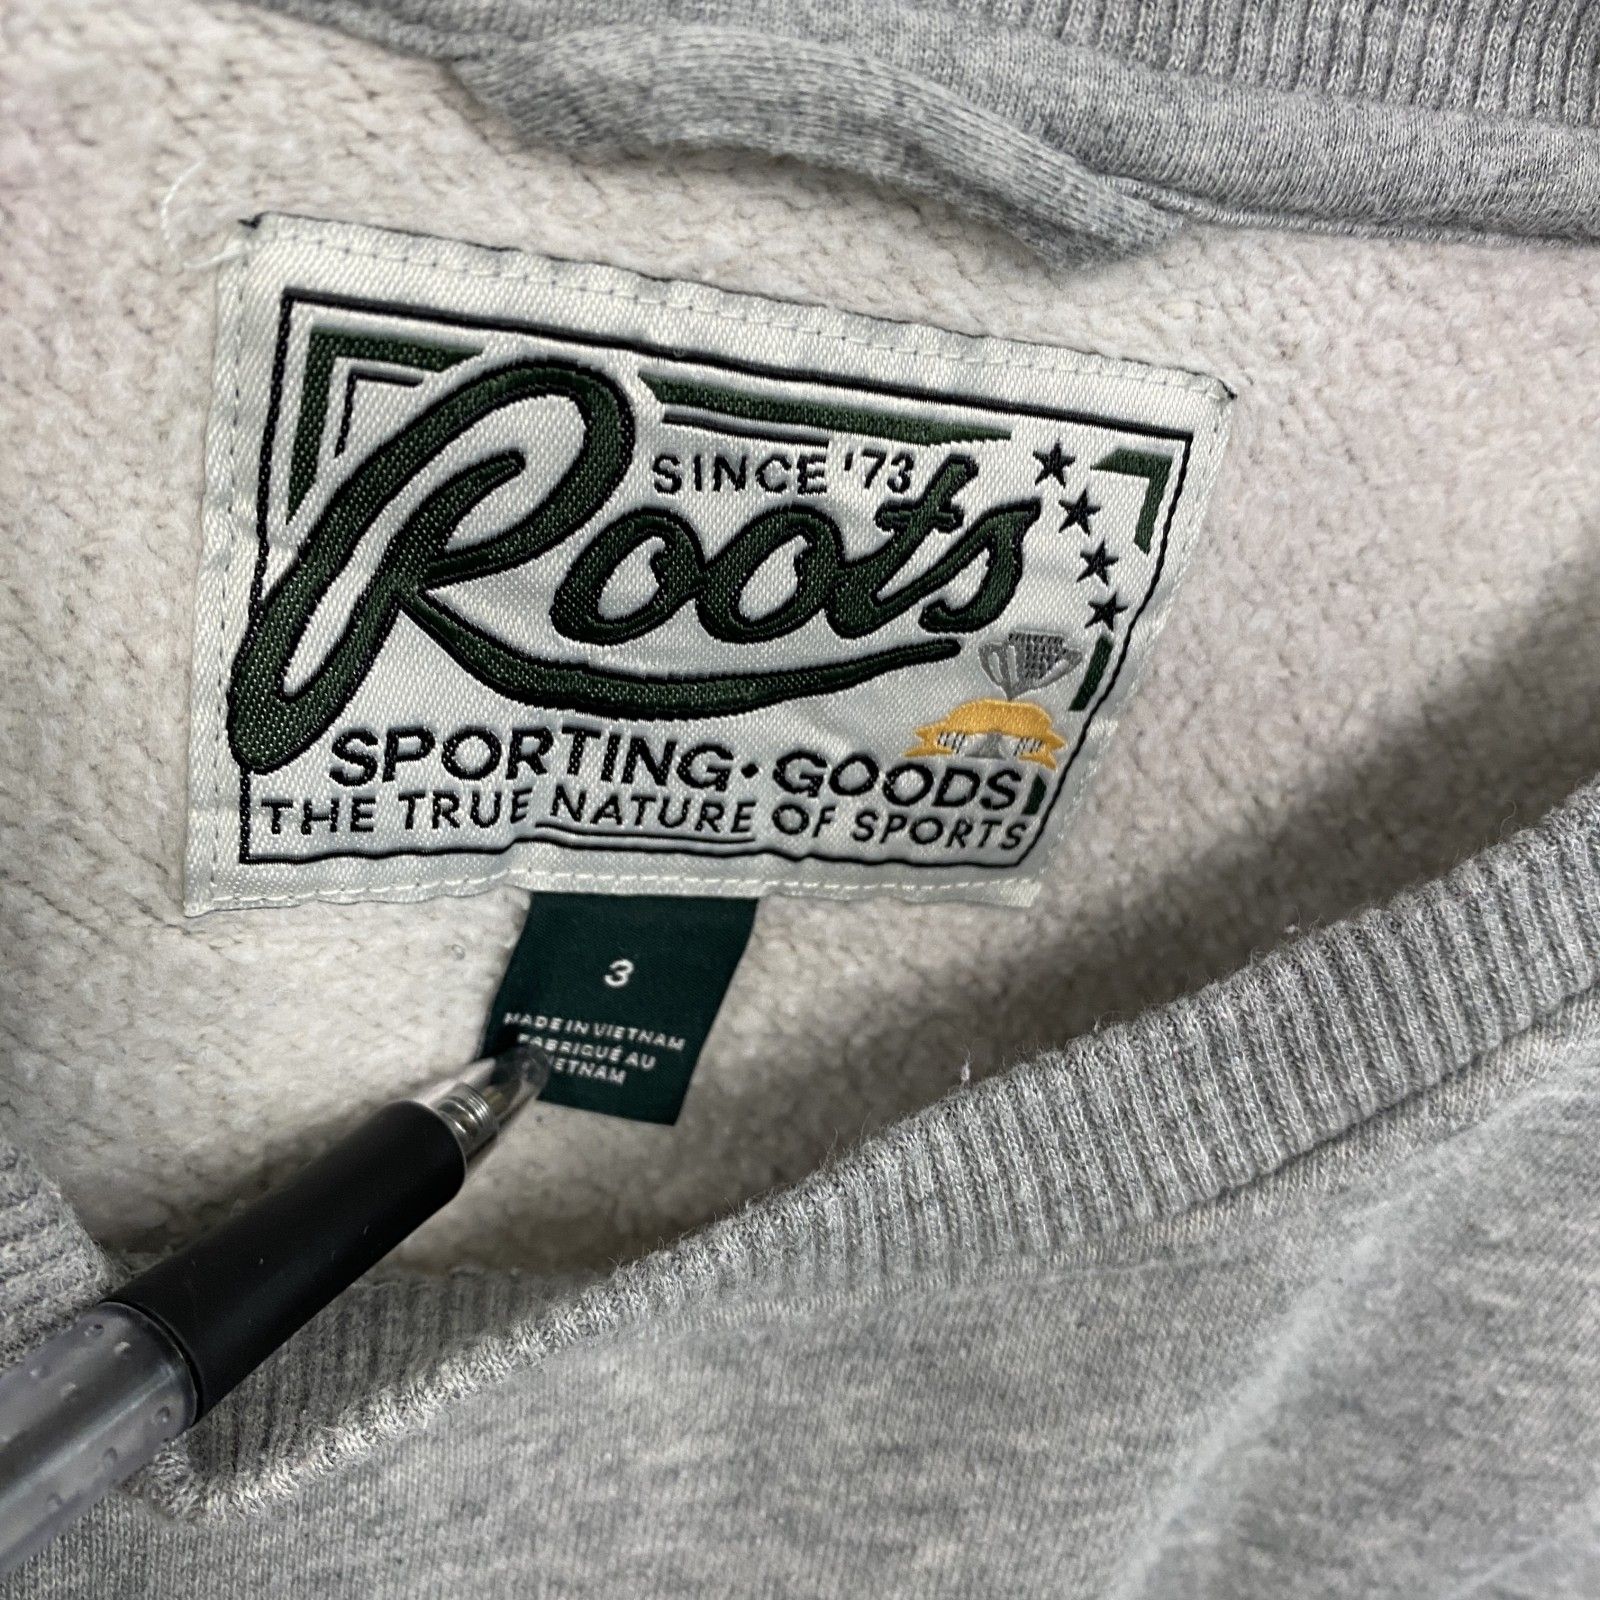 SINCE '73
Roots
SPORTING • GOODS
THE TRUE NATURE OF SPORTS
3
MADE IN VIETNAM
FABRIQUÉ AU
VIETNAM